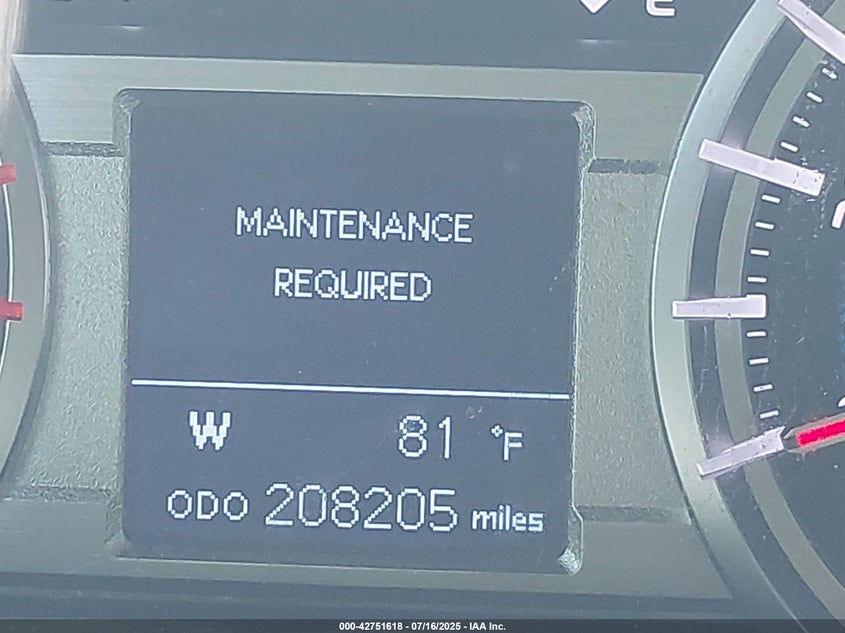 MAINTENANCE
REQUIRED
W 81 °F
ODO 208205 miles
000-42751618 - 07/16/2025 - IAA Inc.